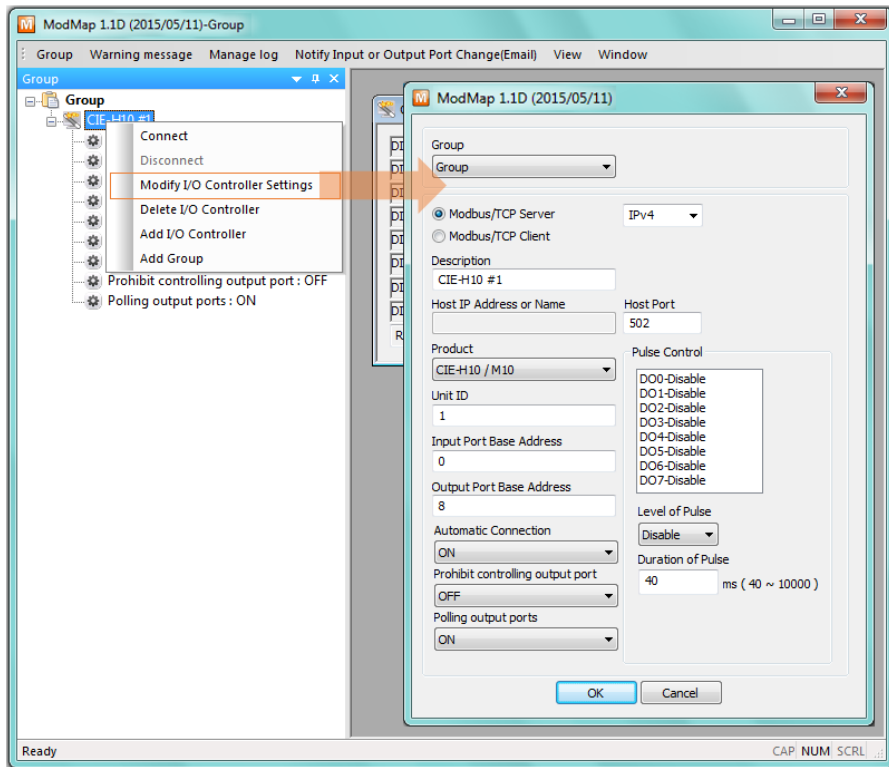 ModMap 1.1D (2015/05/11)-Group
Group Warning message Manage log Notify Input or Output Port Change(Email) View Window
Group
Group
CIE-H10 #1
Connect
Disconnect
Modify I/O Controller Settings
Delete I/O Controller
Add I/O Controller
Add Group
Prohibit controlling output port : OFF
Polling output ports : ON
ModMap 1.1D (2015/05/11)
Group
Group
Modbus/TCP Server IPv4
Modbus/TCP Client
Description
CIE-H10 #1
Host IP Address or Name Host Port
502
Product
CIE-H10 / M10
Unit ID
1
Input Port Base Address
0
Output Port Base Address
8
Automatic Connection
ON
Prohibit controlling output port
OFF
Polling output ports
ON
Pulse Control
DO0-Disable
DO1-Disable
DO2-Disable
DO3-Disable
DO4-Disable
DO5-Disable
DO6-Disable
DO7-Disable
Level of Pulse
Disable
Duration of Pulse
40 ms ( 40 ~ 10000 )
OK Cancel
Ready CAP NUM SCRL